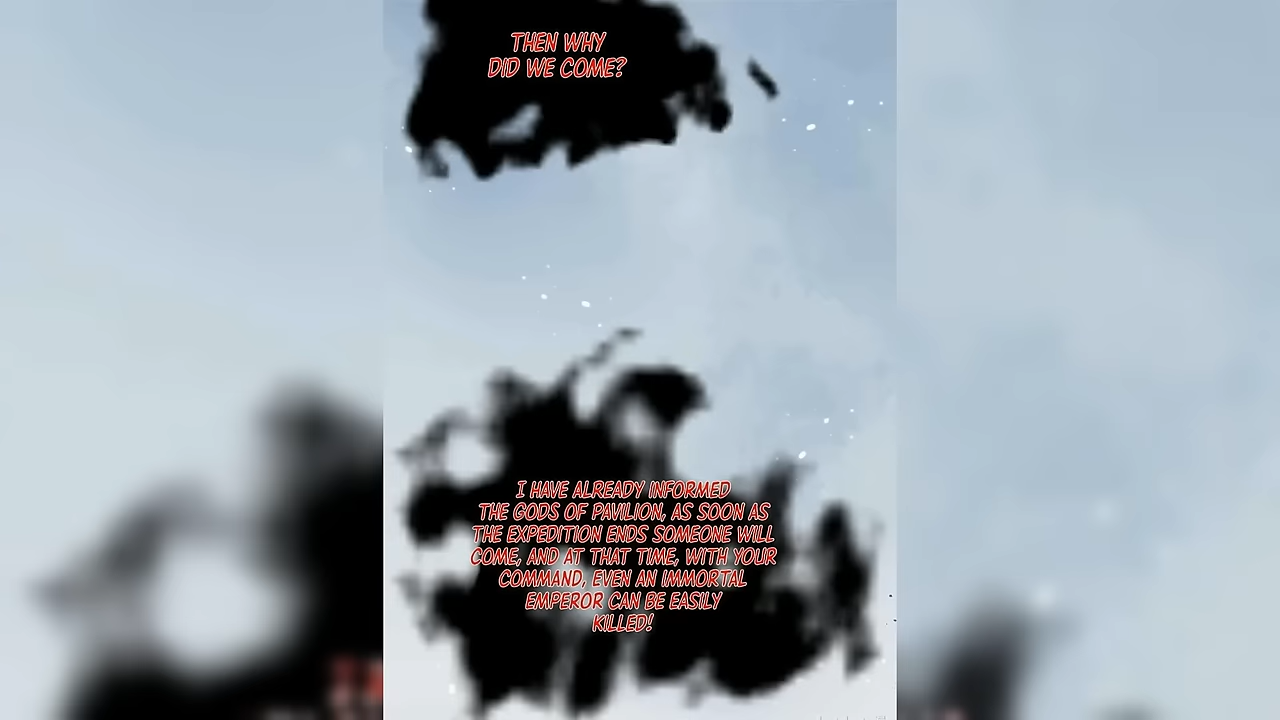 THEN WHY
DID WE COME?
I HAVE ALREADY INFORMED
THE GODS OF PAVILION, AS SOON AS
THE EXPEDITION ENDS SOMEONE WILL
COME, AND AT THAT TIME, WITH YOUR
COMMAND, EVEN AN IMMORTAL
EMPEROR CAN BE EASILY
KILLED!